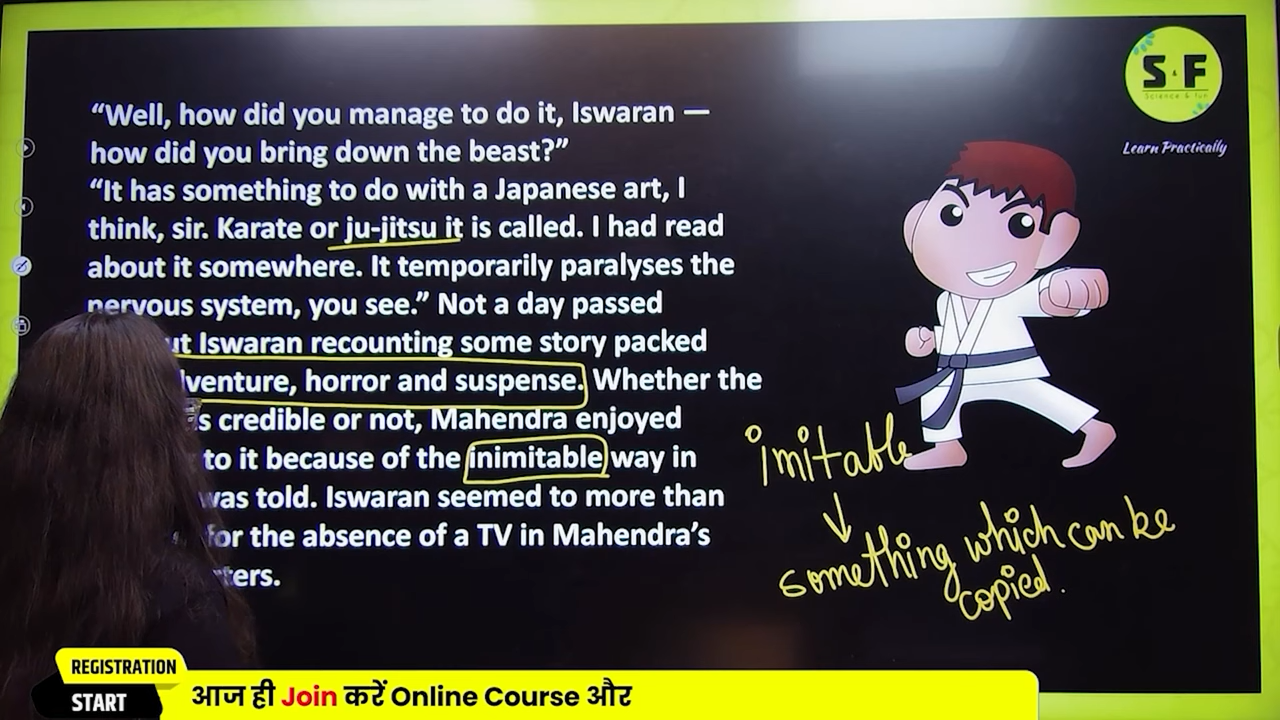 “Well, how did you manage to do it, Iswaran —
how did you bring down the beast?”
“It has something to do with a Japanese art, I
think, sir. Karate or ju-jitsu it is called. I had read
about it somewhere. It temporarily paralyses the
nervous system, you see.” Not a day passed
Iswaran recounting some story packed
horror and suspense. Whether the
credible or not, Mahendra enjoyed
to it because of the inimitable way in
was told. Iswaran seemed to more than
for the absence of a TV in Mahendra’s
S&F
Science & fun
Learn Practically
imitable
something which can be
copied.
REGISTRATION
START
आज ही Join करें Online Course और